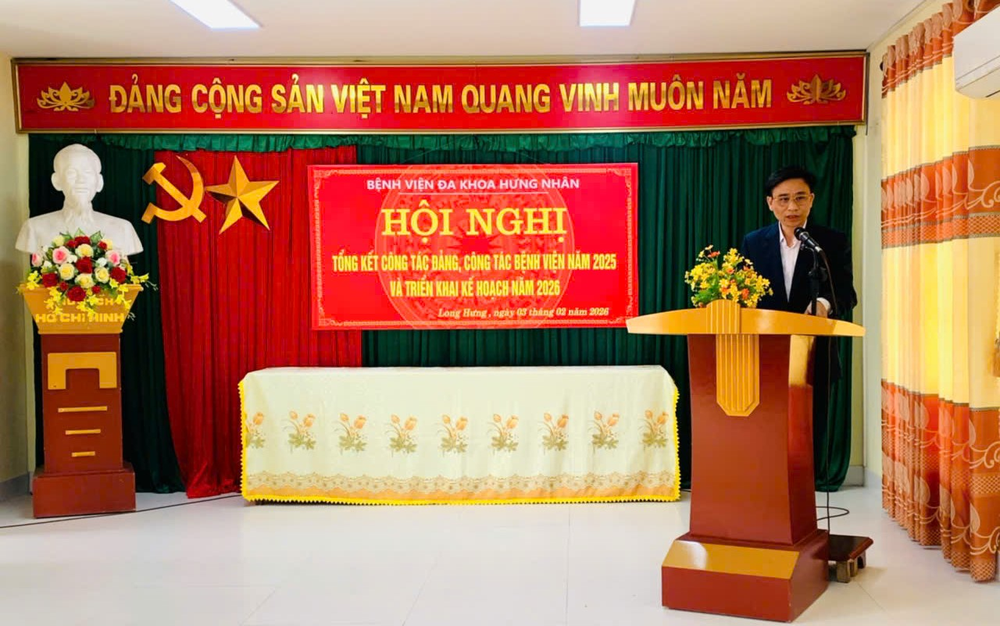 ĐẢNG CỘNG SẢN VIỆT NAM QUANG VINH MUÔN NĂM
BỆNH VIỆN ĐA KHOA HƯNG NHÂN
HỘI NGHỊ
TỔNG KẾT CÔNG TÁC ĐẢNG, CÔNG TÁC BỆNH VIỆN NĂM 2025
VÀ TRIỂN KHAI KẾ HOẠCH NĂM 2026
Long Hưng, ngày 03 tháng 02 năm 2026
HỒ CHÍ MINH